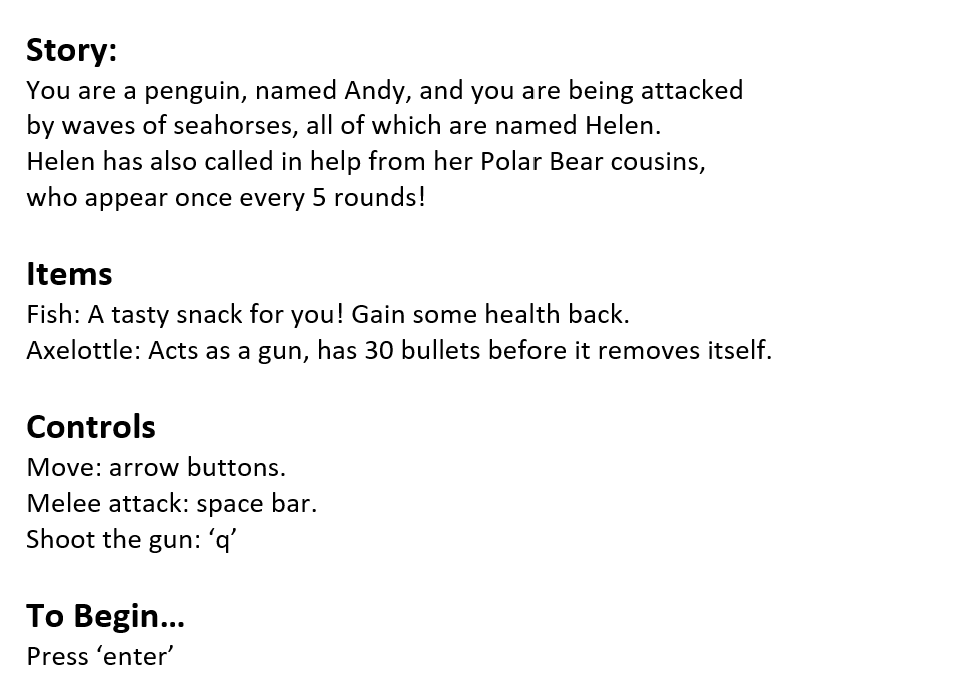 Story:
You are a penguin, named Andy, and you are being attacked
by waves of seahorses, all of which are named Helen.
Helen has also called in help from her Polar Bear cousins,
who appear once every 5 rounds!
Items
Fish: A tasty snack for you! Gain some health back.
Axelottle: Acts as a gun, has 30 bullets before it removes itself.
Controls
Move: arrow buttons.
Melee attack: space bar.
Shoot the gun: ‘q’
To Begin…
Press ‘enter’